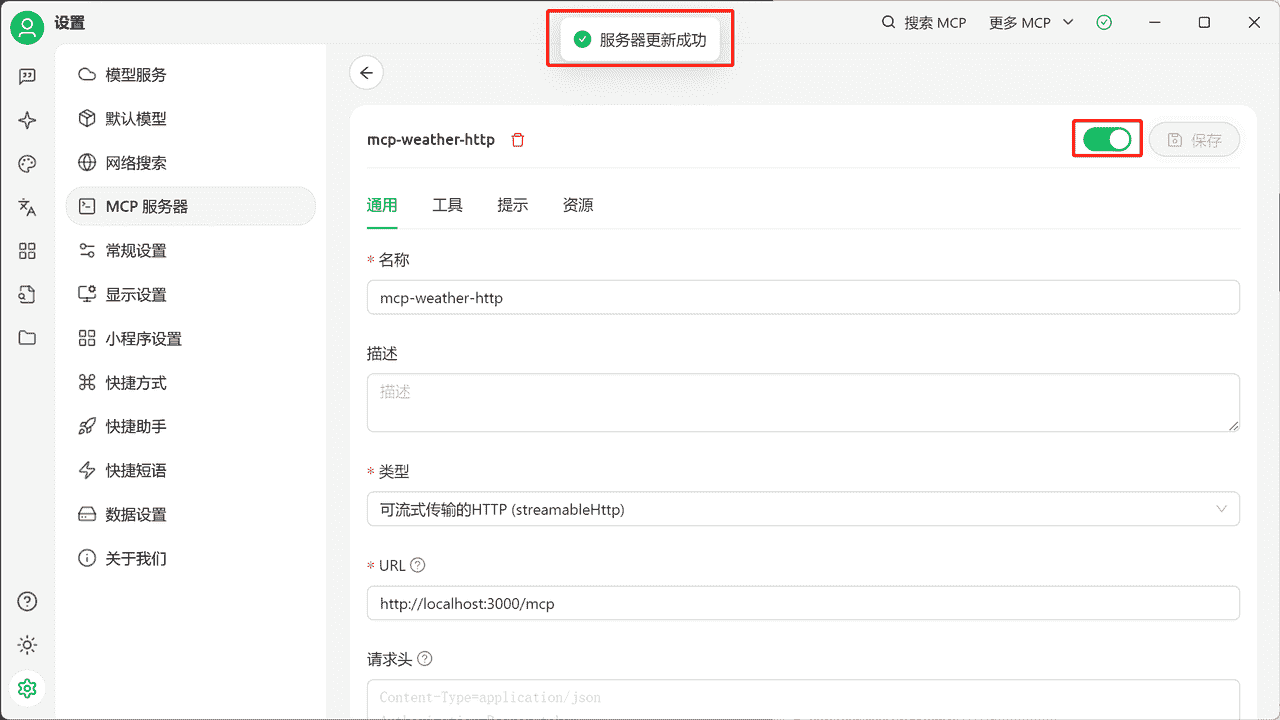 设置
服务器更新成功
搜索 MCP
更多 MCP
模型服务
默认模型
网络搜索
MCP 服务器
常规设置
显示设置
小程序设置
快捷方式
快捷助手
快捷短语
数据设置
关于我们
mcp-weather-http
保存
通用 工具 提示 资源
* 名称
mcp-weather-http
描述
描述
* 类型
可流式传输的HTTP (streamableHttp)
* URL
http://localhost:3000/mcp
请求头
Content-Type=application/json